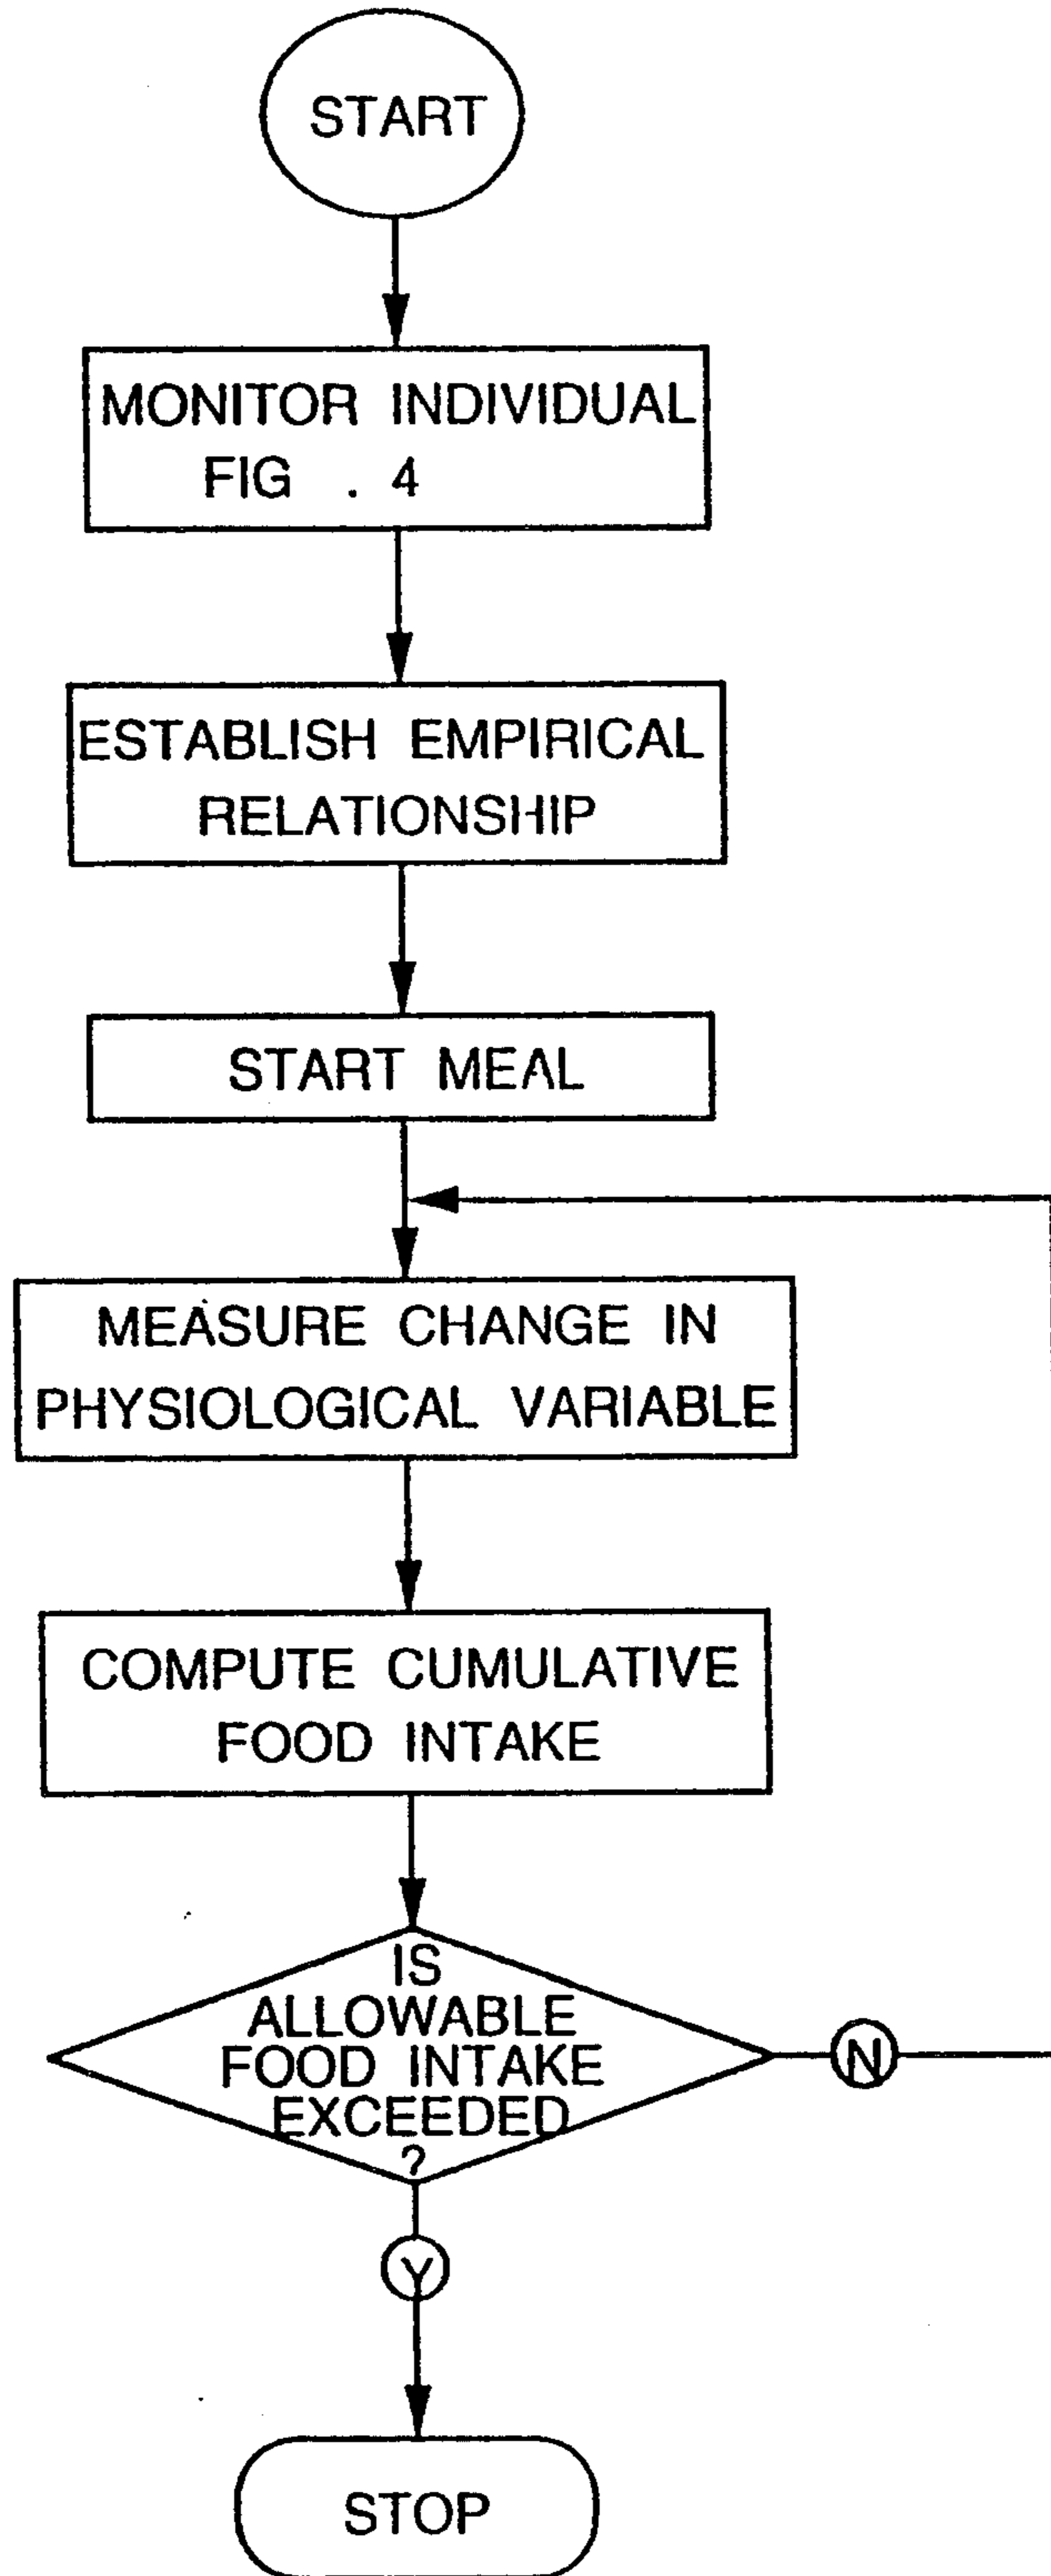 START
MONITOR INDIVIDUAL
FIG . 4
ESTABLISH EMPIRICAL
RELATIONSHIP
START MEAL
MEASURE CHANGE IN
PHYSIOLOGICAL VARIABLE
COMPUTE CUMULATIVE
FOOD INTAKE
IS
ALLOWABLE
FOOD INTAKE
EXCEEDED
?
N
Y
STOP